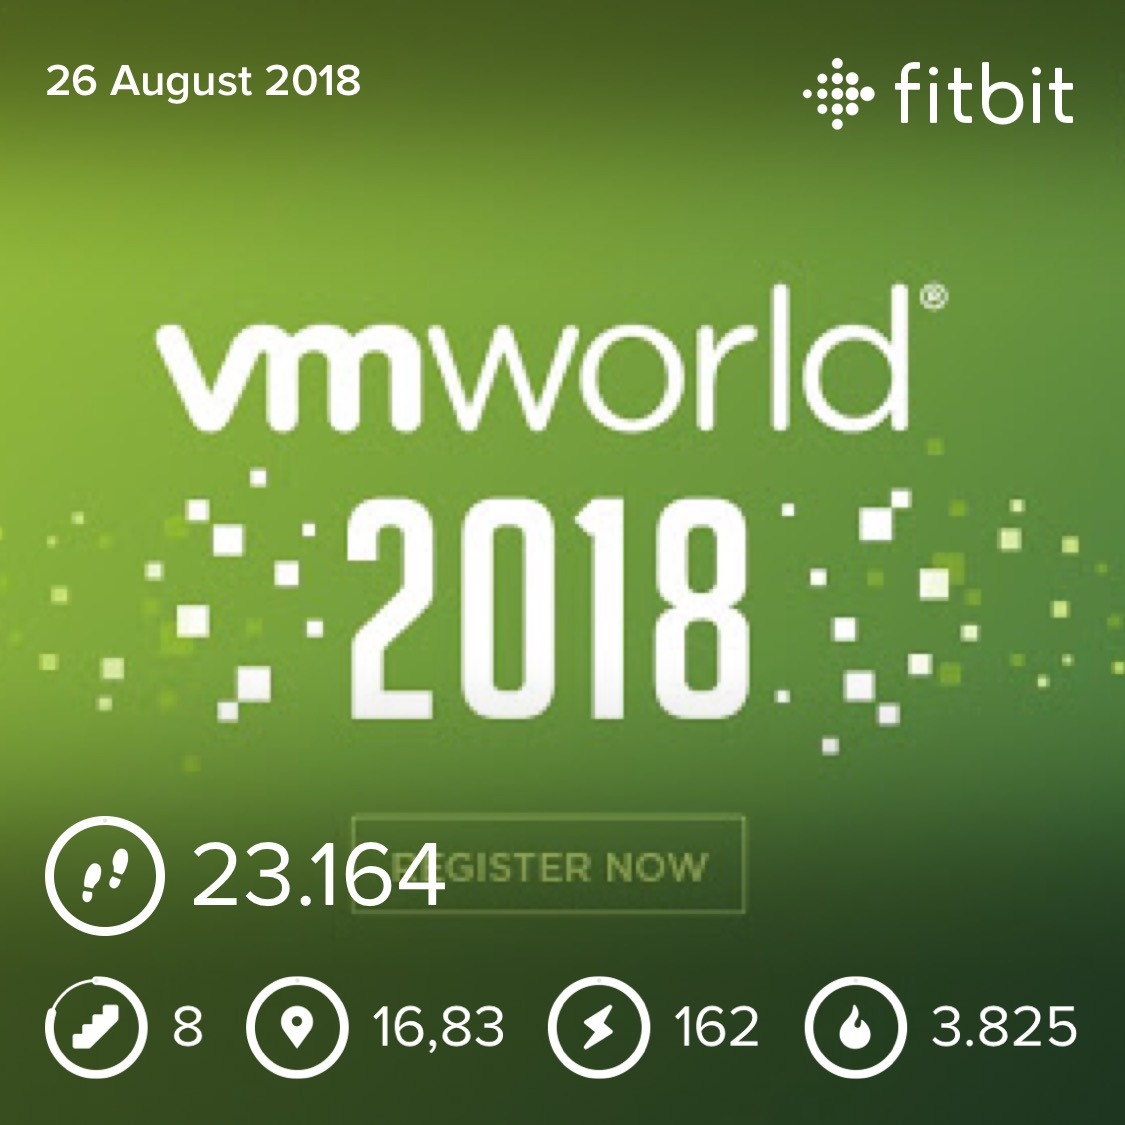 26 August 2018
fitbit
vmworld®
2018
REGISTER NOW
23.164
8 16,83 162 3.825